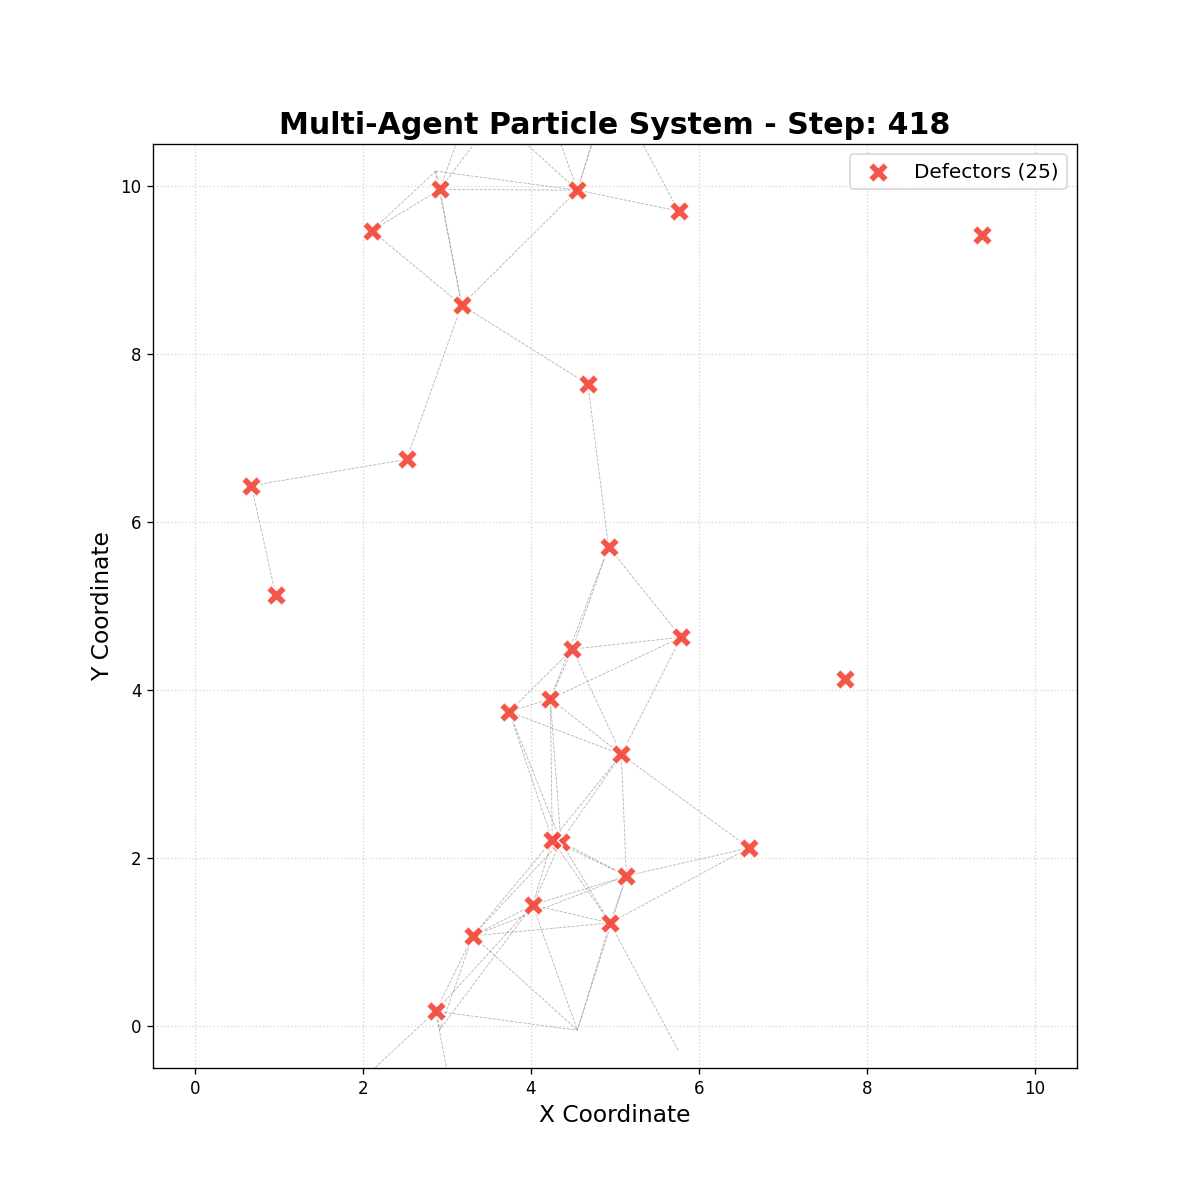 Multi-Agent Particle System - Step: 418
Defectors (25)
10
8
6
4
2
0
Y Coordinate
0 2 4 6 8 10
X Coordinate